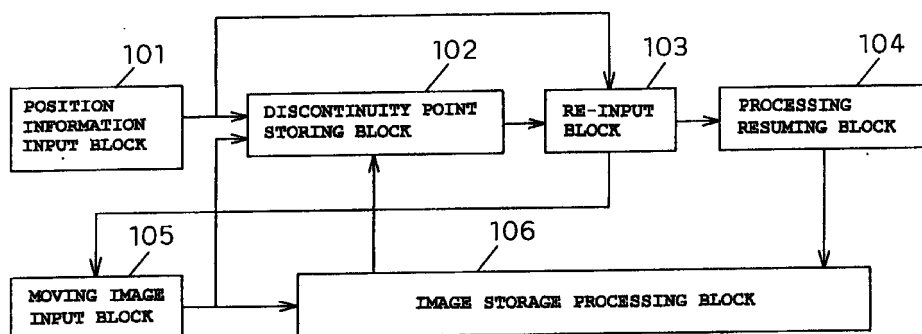 101
102
103
104
POSITION
INFORMATION
INPUT BLOCK
DISCONTINUITY POINT
STORING BLOCK
RE-INPUT
BLOCK
PROCESSING
RESUMING BLOCK
105
106
MOVING IMAGE
INPUT BLOCK
IMAGE STORAGE PROCESSING BLOCK